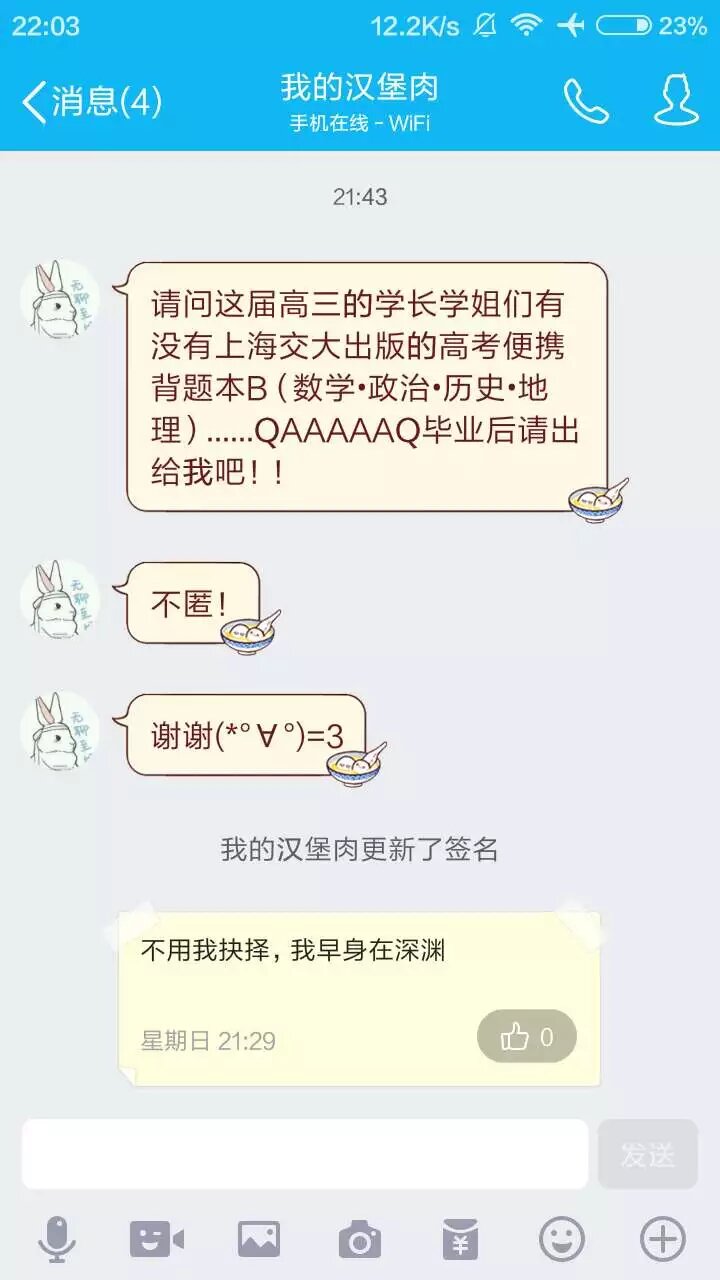 22:03
12.2K/s
23%
消息(4)
我的汉堡肉
手机在线 - WiFi
21:43
无聊至心
请问这届高三的学长学姐们有
没有上海交大出版的高考便携
背题本B（数学•政治•历史•地
理）......QAAAAAQ毕业后请出
给我吧！！
不匿！
谢谢(*°∀°)=3
我的汉堡肉更新了签名
不用我抉择，我早身在深渊
星期日 21:29
0
发送